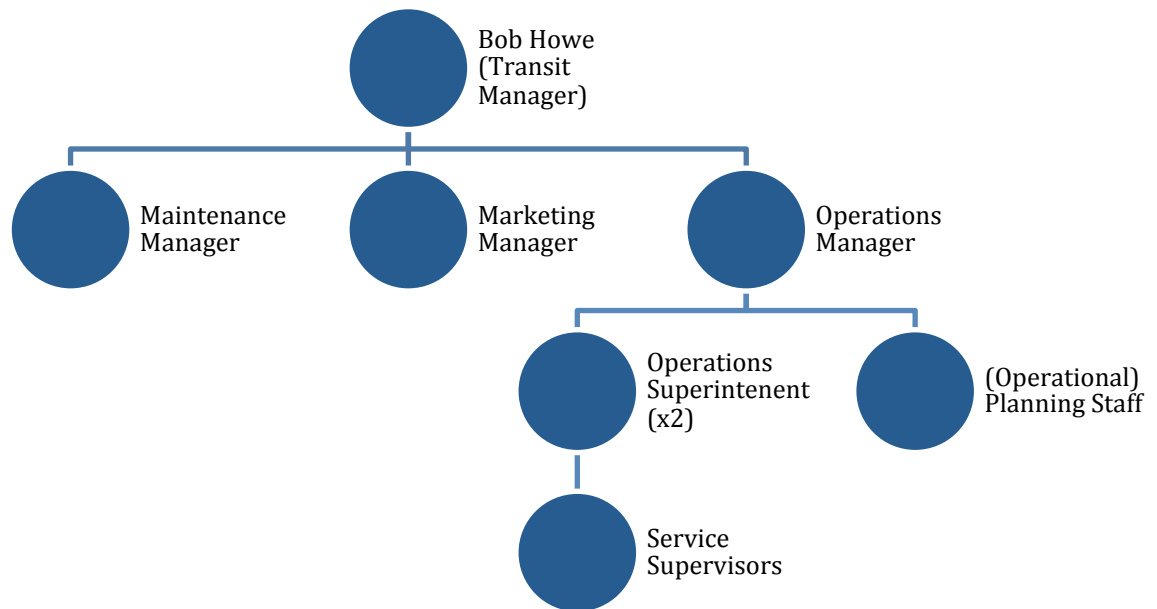 Bob Howe
(Transit
Manager)
Maintenance
Manager
Marketing
Manager
Operations
Manager
Operations
Superintenent
(x2)
(Operational)
Planning Staff
Service
Supervisors